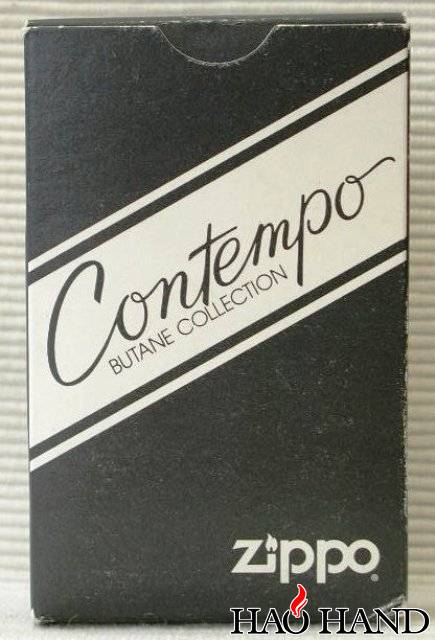 Contempo
BUTANE COLLECTION
zippo®
HAO HAND